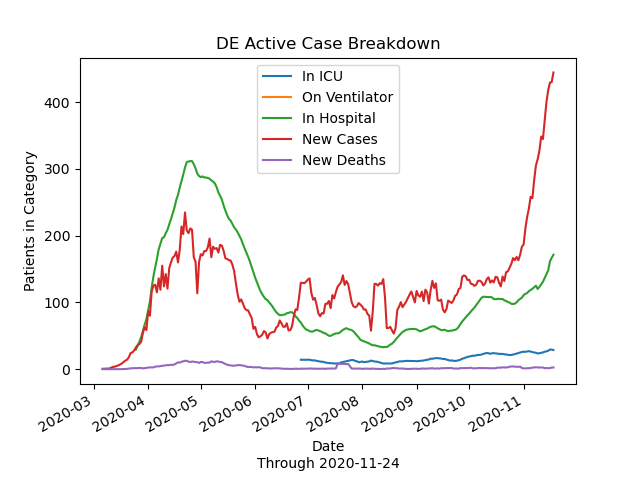 DE Active Case Breakdown
In ICU
On Ventilator
In Hospital
New Cases
New Deaths
Patients in Category
400
300
200
100
0
2020-03
2020-04
2020-05
2020-06
2020-07
2020-08
2020-09
2020-10
2020-11
Date
Through 2020-11-24